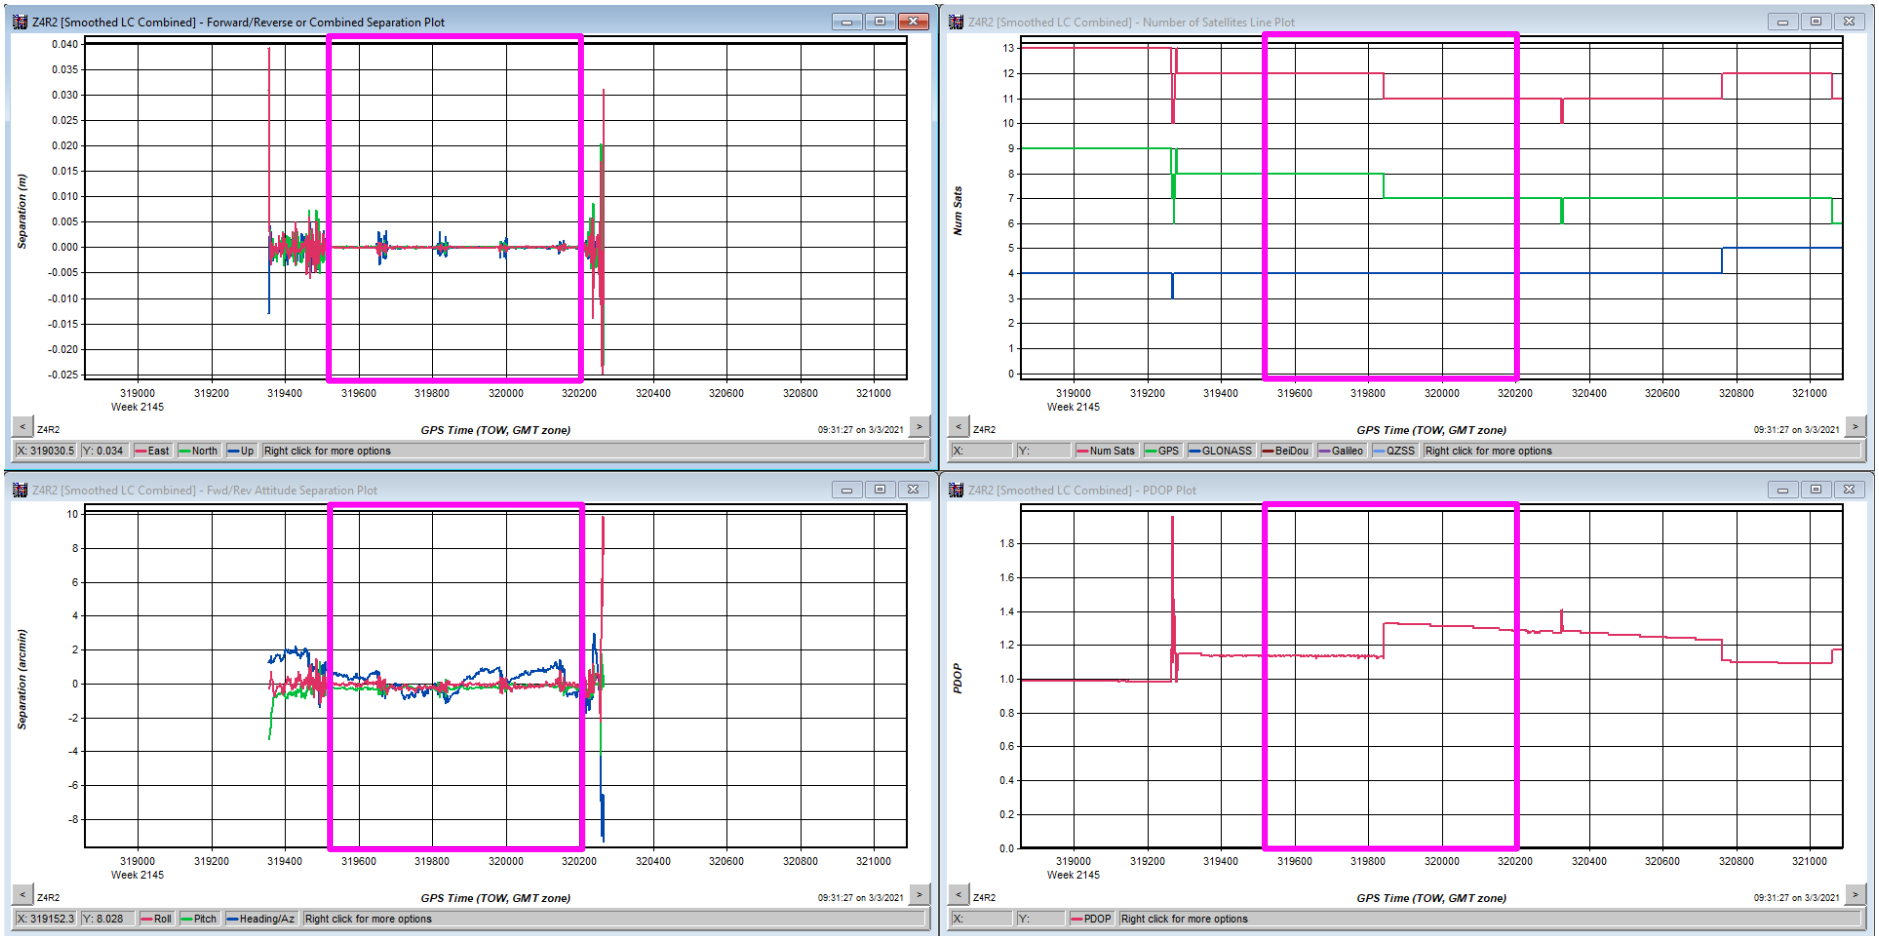 Z4R2 [Smoothed LC Combined] - Forward/Reverse or Combined Separation Plot
0.040
0.035
0.030
0.025
0.020
0.015
0.010
0.005
0.000
-0.005
-0.010
-0.015
-0.020
-0.025
Separation (m)
319000 319200 319400 319600 319800 320000 320200 320400 320600 320800 321000
Week 2145
< Z4R2 GPS Time (TOW, GMT zone) 09:31:27 on 3/3/2021 >
X: 319030.5 Y: 0.034 East North Up Right click for more options
Z4R2 [Smoothed LC Combined] - Number of Satellites Line Plot
13
12
11
10
9
8
7
6
5
4
3
2
1
0
Num Sats
319000 319200 319400 319600 319800 320000 320200 320400 320600 320800 321000
Week 2145
< Z4R2 GPS Time (TOW, GMT zone) 09:31:27 on 3/3/2021 >
X: Y: Num Sats GPS GLONASS BeiDou Galileo QZSS Right click for more options
Z4R2 [Smoothed LC Combined] - Fwd/Rev Attitude Separation Plot
10
8
6
4
2
0
-2
-4
-6
-8
Separation (arcmin)
319000 319200 319400 319600 319800 320000 320200 320400 320600 320800 321000
Week 2145
< Z4R2 GPS Time (TOW, GMT zone) 09:31:27 on 3/3/2021 >
X: 319152.3 Y: 8.028 Roll Pitch Heading/Az Right click for more options
Z4R2 [Smoothed LC Combined] - PDOP Plot
1.8
1.6
1.4
1.2
1.0
0.8
0.6
0.4
0.2
0.0
PDOP
319000 319200 319400 319600 319800 320000 320200 320400 320600 320800 321000
Week 2145
< Z4R2 GPS Time (TOW, GMT zone) 09:31:27 on 3/3/2021 >
X: Y: PDOP Right click for more options